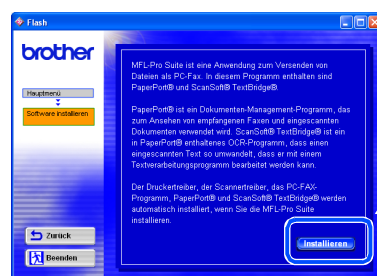 Flash
brother
Hauptmenü
Software installieren
MFL-Pro Suite ist eine Anwendung zum Versenden von
Dateien als PC-Fax. In diesem Programm enthalten sind
PaperPort® und ScanSoft® TextBridge®.
PaperPort® ist ein Dokumenten-Management-Programm, das
zum Ansehen von empfangenen Faxen und eingescannten
Dokumenten verwendet wird. ScanSoft® TextBridge® ist ein
in PaperPort® enthaltenes OCR-Programm, dass einen
eingescannten Text so umwandelt, dass er mit einem
Textverarbeitungsprogramm bearbeitet werden kann.
Der Druckertreiber, der Scannertreiber, das PC-FAX-
Programm, PaperPort® und ScanSoft® TextBridge® werden
automatisch installiert, wenn Sie die MFL-Pro Suite
installieren.
Installieren
Zurück
Beenden